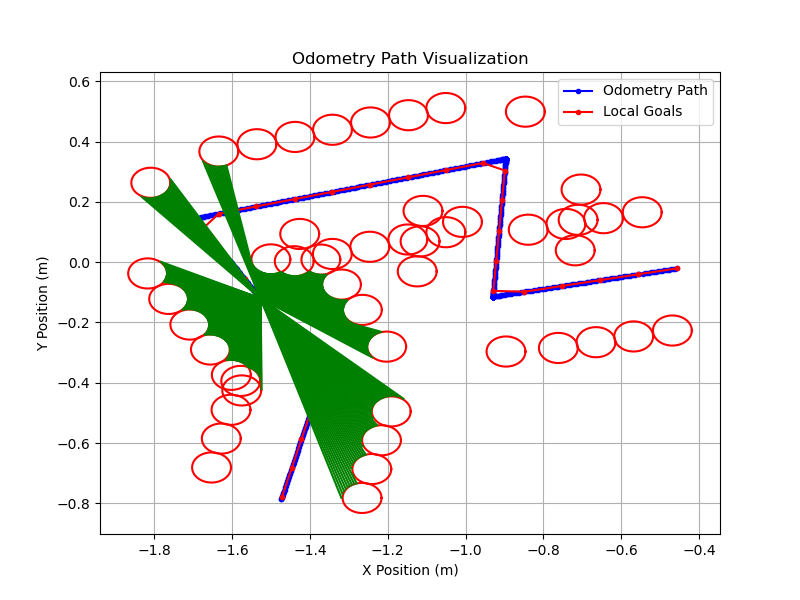 Odometry Path Visualization
Odometry Path
Local Goals
Y Position (m)
0.6
0.4
0.2
0.0
−0.2
−0.4
−0.6
−0.8
−1.8 −1.6 −1.4 −1.2 −1.0 −0.8 −0.6 −0.4
X Position (m)